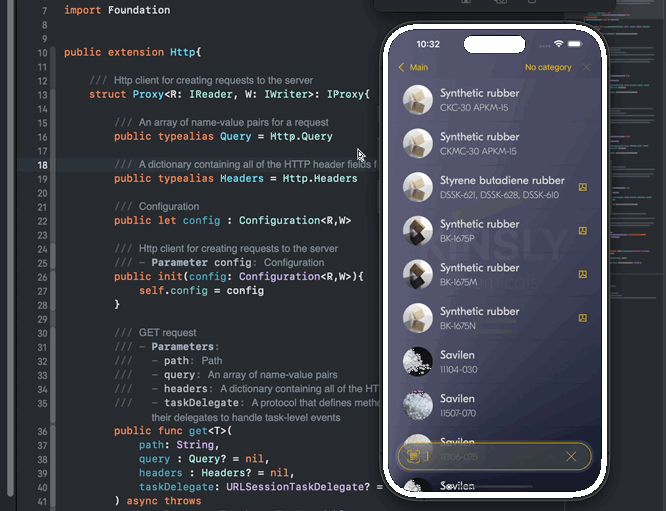 7 import Foundation
8
9
10 public extension Http{
11
12 /// Http client for creating requests to the server
13 struct Proxy<R: IReader, W: IWriter>: IProxy{
14
15 /// An array of name-value pairs for a request
16 public typealias Query = Http.Query
17
18 /// A dictionary containing all of the HTTP header fields f
19 public typealias Headers = Http.Headers
20
21 /// Configuration
22 public let config : Configuration<R,W>
23
24 /// Http client for creating requests to the server
25 /// – Parameter config: Configuration
26 public init(config: Configuration<R,W>){
27 self.config = config
28 }
29
30 /// GET request
31 /// – Parameters:
32 /// – path: Path
33 /// – query: An array of name-value pairs
34 /// – headers: A dictionary containing all of the HT
35 /// – taskDelegate: A protocol that defines metho
their delegates to handle task-level events
36 public func get<T>(
37 path: String,
38 query : Query? = nil,
39 headers : Headers? = nil,
40 taskDelegate: URLSessionTaskDelegate? =
41 ) async throws
10:32
Main No category
Synthetic rubber
CKC-30 APKM-15
Synthetic rubber
CKMC-30 APKM-15
Styrene butadiene rubber
DSSK-621, DSSK-628, DSSK-610
Synthetic rubber
BK-1675P
Synthetic rubber
BK-1675M
Synthetic rubber
BK-1675N
Savilen
11104-030
Savilen
11507-070
Savilen
Savilen